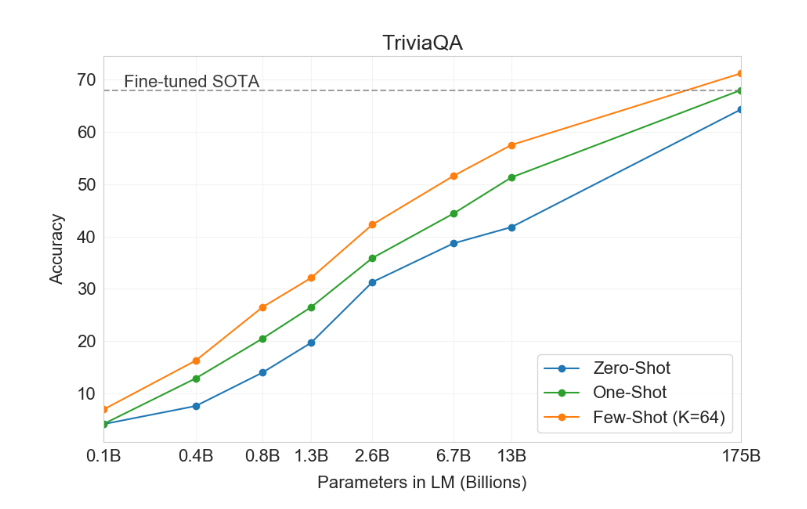 TriviaQA
Fine-tuned SOTA
70
60
50
40
30
20
10
Accuracy
0.1B 0.4B 0.8B 1.3B 2.6B 6.7B 13B 175B
Parameters in LM (Billions)
Zero-Shot
One-Shot
Few-Shot (K=64)